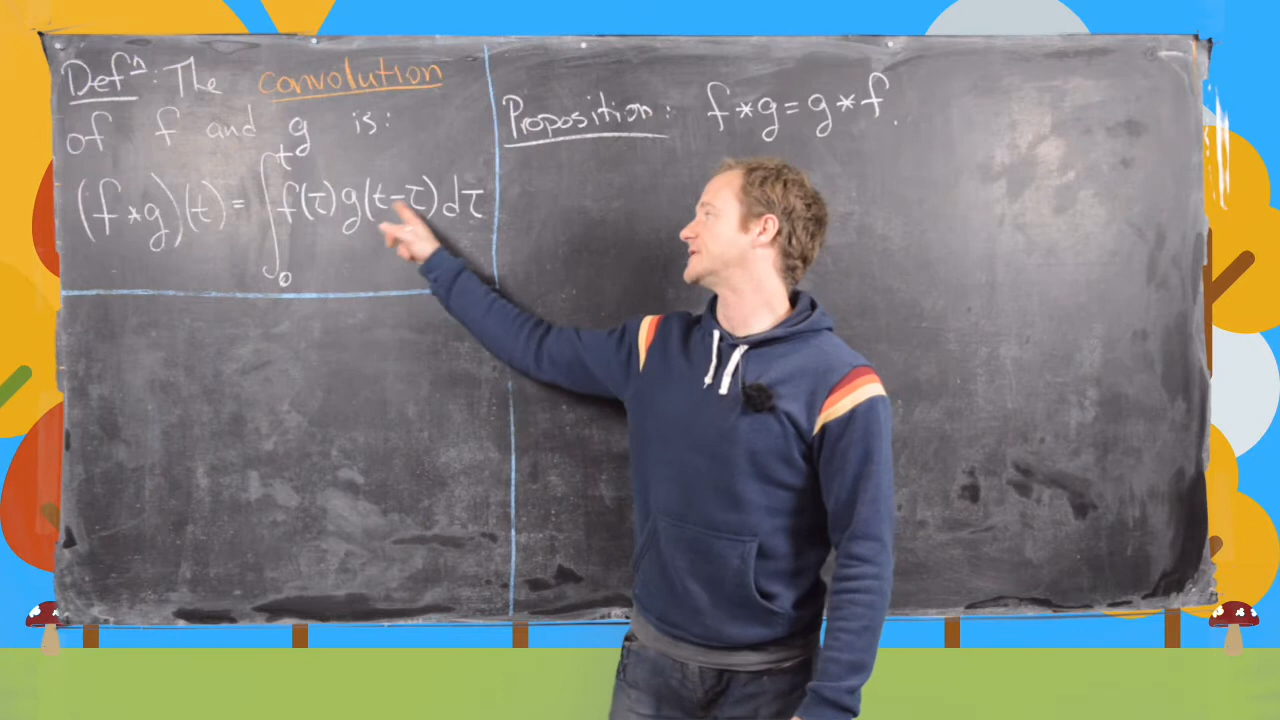 Defⁿ: The convolution
of f and g is:
(f*g)(t) = ∫₀ᵗ f(τ)g(t-τ)dτ
Proposition: f*g=g*f.